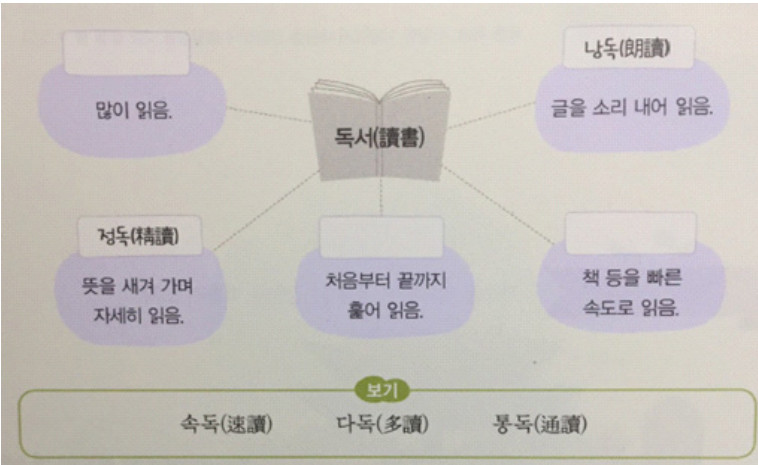 많이 읽음.
낭독(朗讀)
글을 소리 내어 읽음.
독서(讀書)
정독(精讀)
뜻을 새겨 가며
자세히 읽음.
처음부터 끝까지
훑어 읽음.
책 등을 빠른
속도로 읽음.
보기
속독(速讀) 다독(多讀) 통독(通讀)